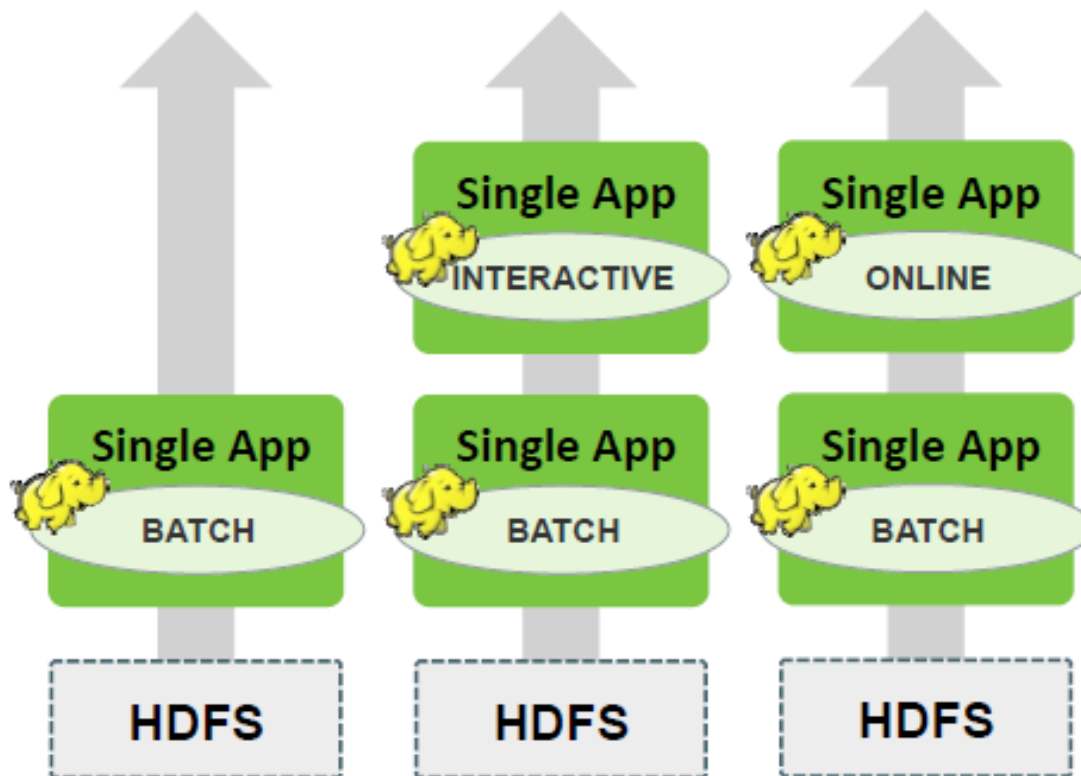 Single App
INTERACTIVE
Single App
ONLINE
Single App
BATCH
Single App
BATCH
Single App
BATCH
HDFS
HDFS
HDFS